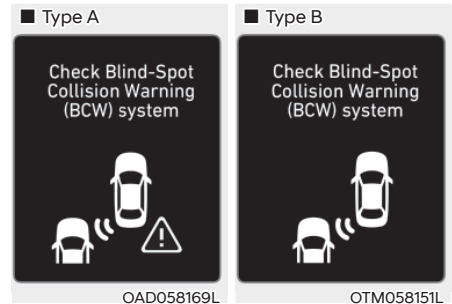 ■ Type A
Check Blind-Spot
Collision Warning
(BCW) system
OAD058169L
■ Type B
Check Blind-Spot
Collision Warning
(BCW) system
OTM058151L